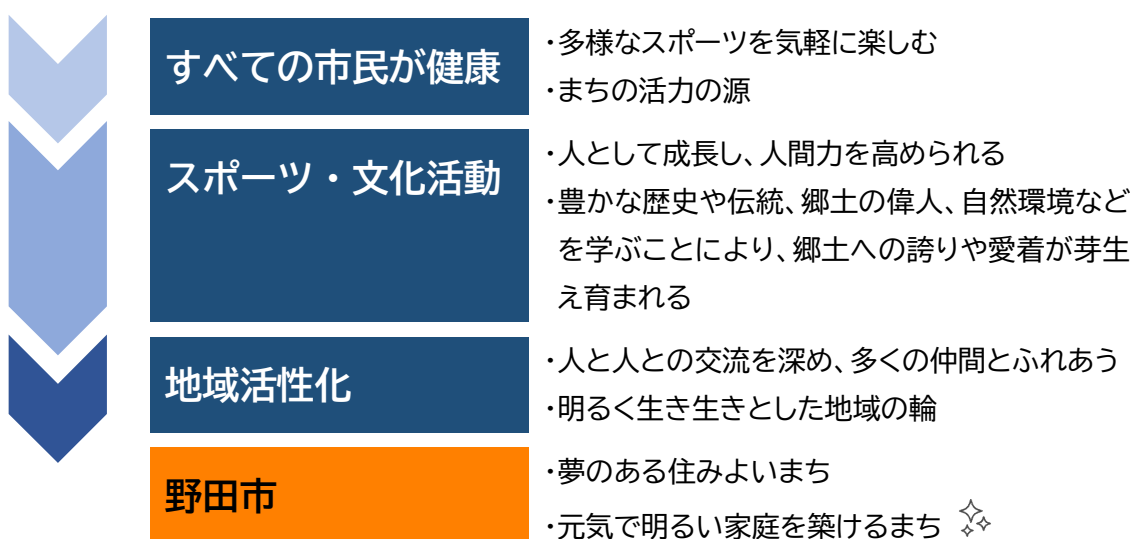 すべての市民が健康
・多様なスポーツを気軽に楽しむ
・まちの活力の源
スポーツ・文化活動
・人として成長し、人間力を高められる
・豊かな歴史や伝統、郷土の偉人、自然環境など
を学ぶことにより、郷土への誇りや愛着が芽生
え育まれる
地域活性化
・人と人との交流を深め、多くの仲間とふれあう
・明るく生き生きとした地域の輪
野田市
・夢のある住みよいまち
・元気で明るい家庭を築けるまち